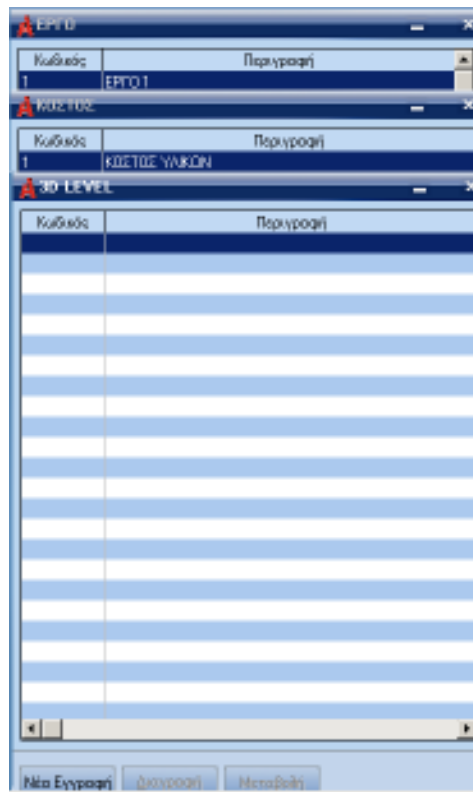 ΕΡΓΟ
Κωδικός Περιγραφή
1 ΕΡΓΟ 1
ΚΟΣΤΟΣ
Κωδικός Περιγραφή
1 ΚΟΣΤΟΣ ΥΛΙΚΩΝ
3D LEVEL
Κωδικός Περιγραφή
Νέα Εγγραφή Διαγραφή Μεταβολή